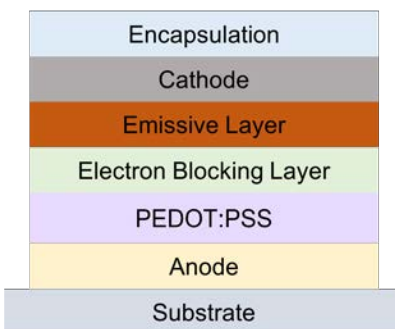 Encapsulation
Cathode
Emissive Layer
Electron Blocking Layer
PEDOT:PSS
Anode
Substrate